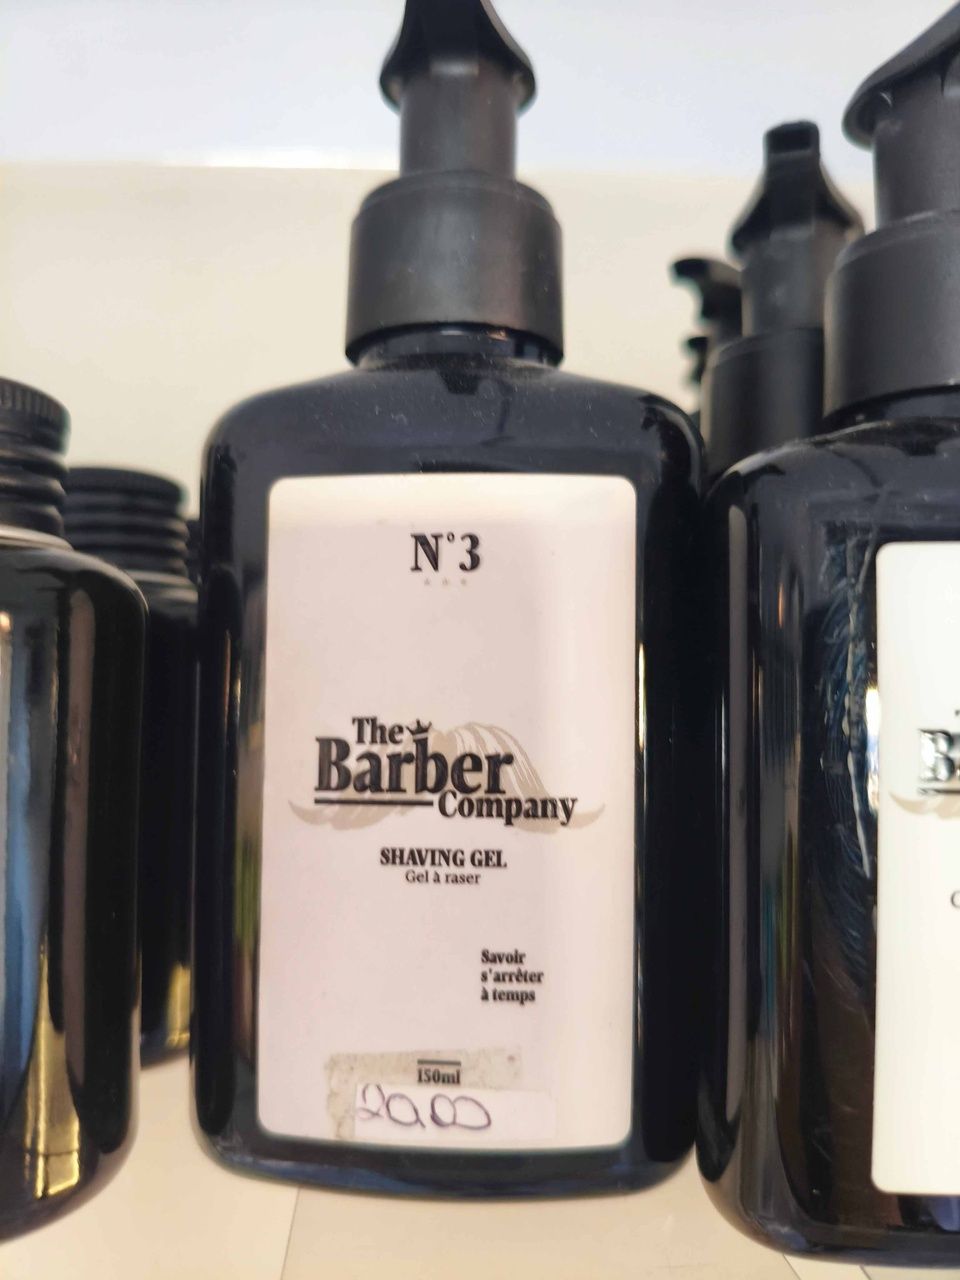 N°3
The
Barber
Company
SHAVING GEL
Gel à raser
Savoir
s'arrêter
à temps
150ml
20,00